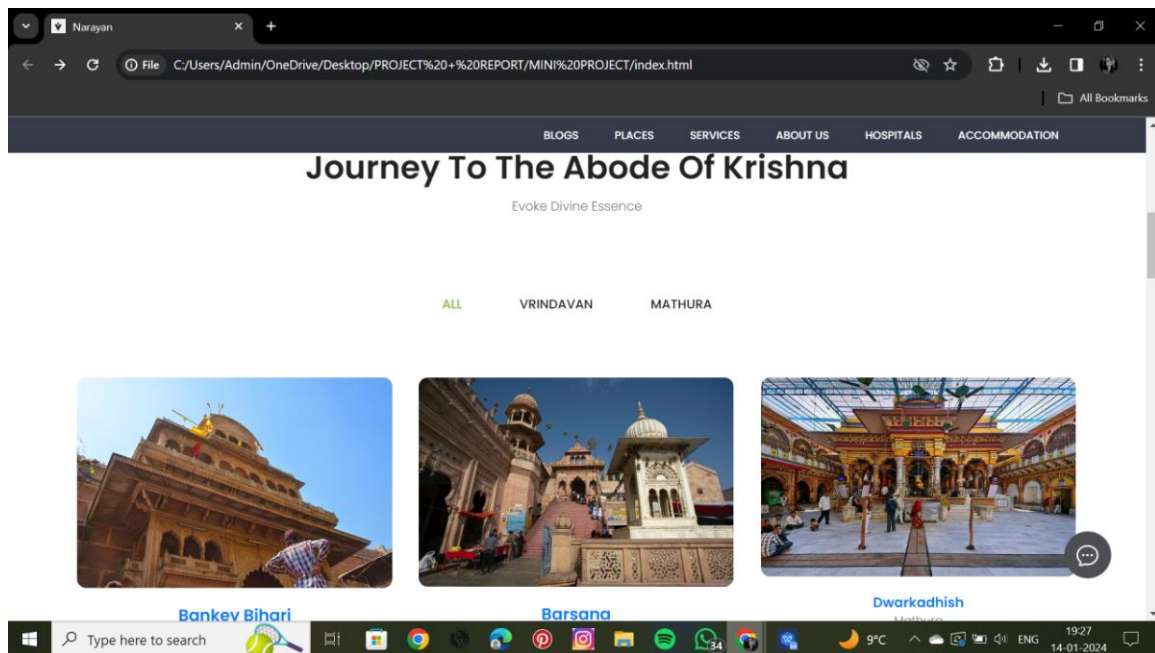 Narayan
File C:/Users/Admin/OneDrive/Desktop/PROJECT%20+%20REPORT/MINI%20PROJECT/index.html
All Bookmarks
BLOGS PLACES SERVICES ABOUT US HOSPITALS ACCOMMODATION
Journey To The Abode Of Krishna
Evoke Divine Essence
ALL VRINDAVAN MATHURA
Bankey Bihari Barsana Dwarkadhish
Mathura
Type here to search 34 9°C ENG 19:27
14-01-2024